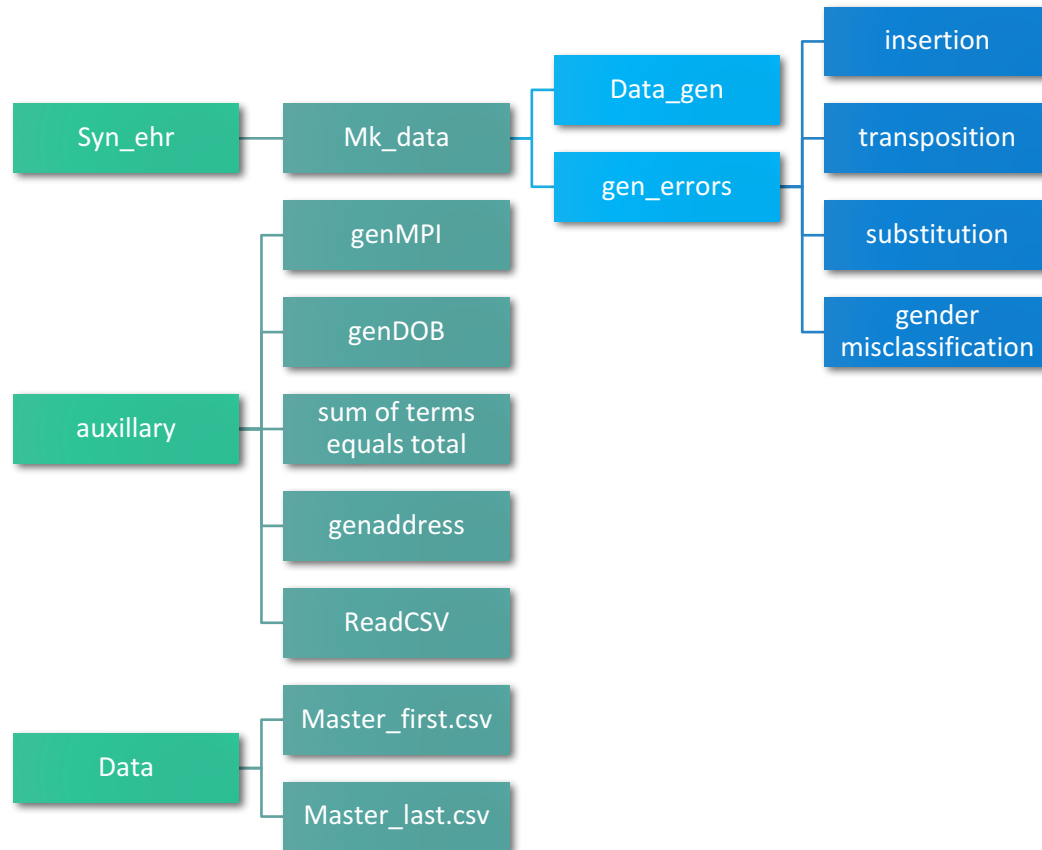 insertion
Data_gen
Syn_ehr
Mk_data
transposition
gen_errors
genMPI
substitution
genDOB
gender
misclassification
auxillary
sum of terms
equals total
genaddress
ReadCSV
Master_first.csv
Data
Master_last.csv